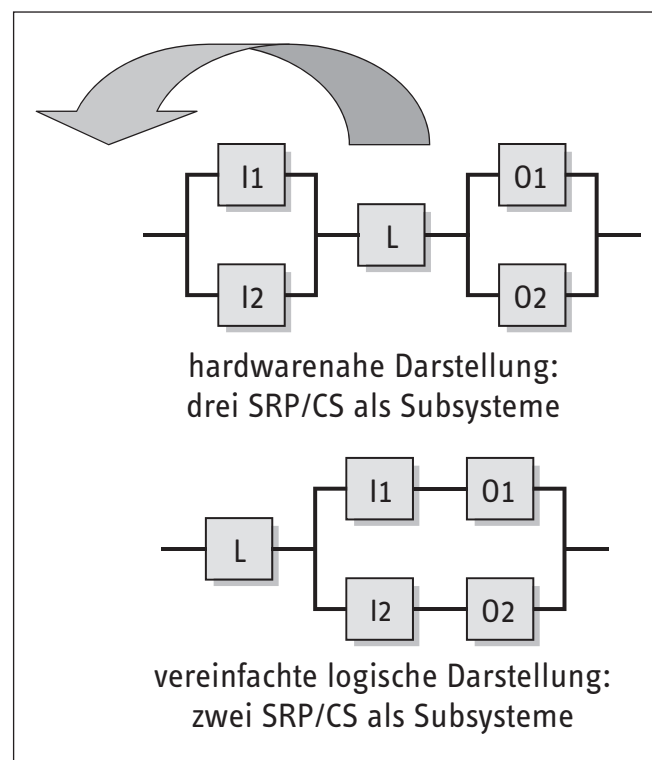 I1
O1
L
I2
O2
hardwarenahe Darstellung:
drei SRP/CS als Subsysteme
I1
O1
L
I2
O2
vereinfachte logische Darstellung:
zwei SRP/CS als Subsysteme